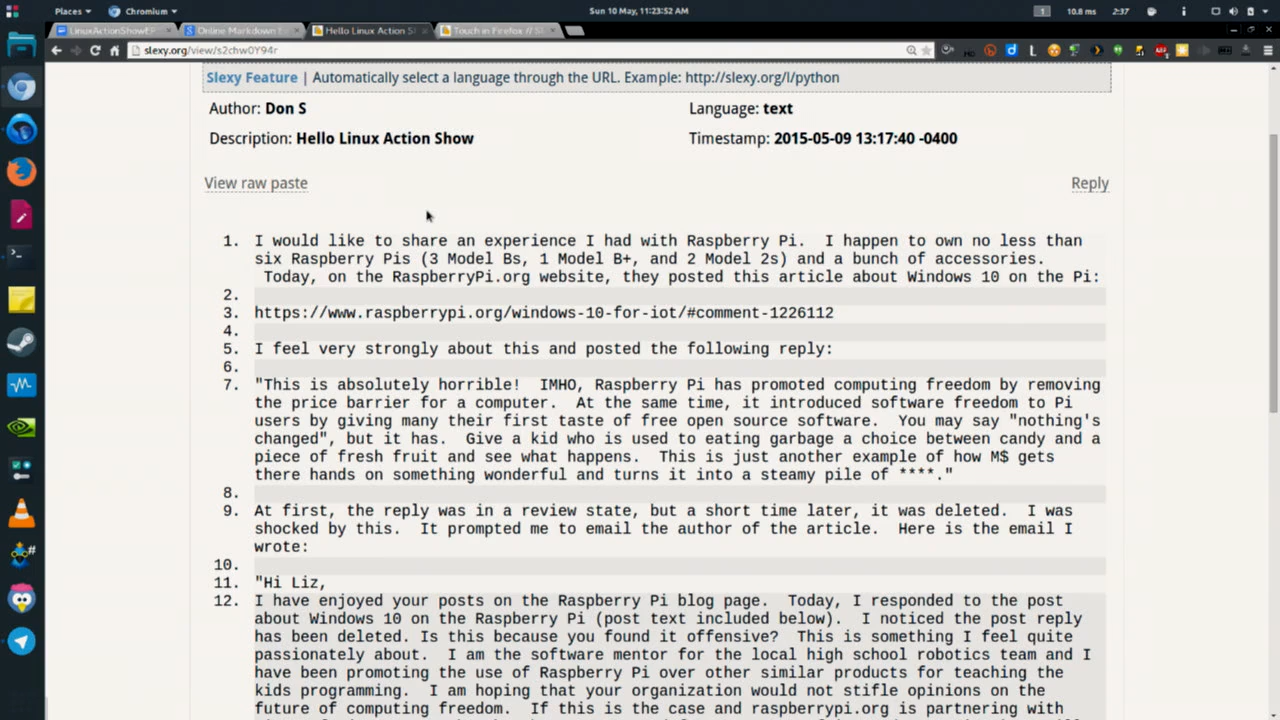 Places
Chromium
Sun 10 May, 11:23:52
1
10.8 ms
2:37
LinuxActionShowEP
Online Markdown Ed
Hello Linux Action S
Touch in Firefox // Sl
slexy.org/view/s2chw0Y94r
Slexy Feature | Automatically select a language through the URL. Example: http://slexy.org/l/python
Author: Don S
Language: text
Description: Hello Linux Action Show
Timestamp: 2015-05-09 13:17:40 -0400
View raw paste
Reply
1. I would like to share an experience I had with Raspberry Pi. I happen to own no less than
six Raspberry Pis (3 Model Bs, 1 Model B+, and 2 Model 2s) and a bunch of accessories.
Today, on the RaspberryPi.org website, they posted this article about Windows 10 on the Pi:
2.
3. https://www.raspberrypi.org/windows-10-for-iot/#comment-1226112
4.
5. I feel very strongly about this and posted the following reply:
6.
7. "This is absolutely horrible! IMHO, Raspberry Pi has promoted computing freedom by removing
the price barrier for a computer. At the same time, it introduced software freedom to Pi
users by giving many their first taste of free open source software. You may say "nothing's
changed", but it has. Give a kid who is used to eating garbage a choice between candy and a
piece of fresh fruit and see what happens. This is just another example of how M$ gets
there hands on something wonderful and turns it into a steamy pile of ****."
8.
9. At first, the reply was in a review state, but a short time later, it was deleted. I was
shocked by this. It prompted me to email the author of the article. Here is the email I
wrote:
10.
11. "Hi Liz,
12. I have enjoyed your posts on the Raspberry Pi blog page. Today, I responded to the post
about Windows 10 on the Raspberry Pi (post text included below). I noticed the post reply
has been deleted. Is this because you found it offensive? This is something I feel quite
passionately about. I am the software mentor for the local high school robotics team and I
have been promoting the use of Raspberry Pi over other similar products for teaching the
kids programming. I am hoping that your organization would not stifle opinions on the
future of computing freedom. If this is the case and raspberrypi.org is partnering with